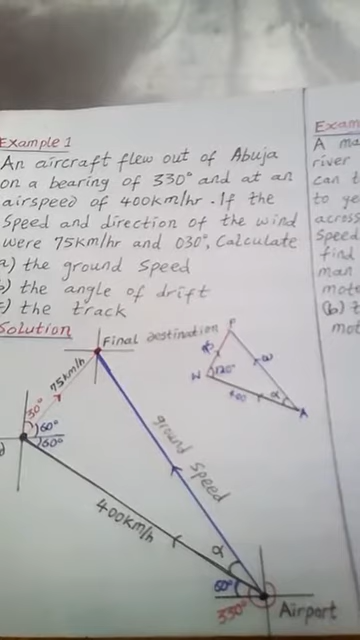 Example 1
An aircraft flew out of Abuja
on a bearing of 330° and at an
airspeed of 400km/hr. If the
speed and direction of the wind
were 75km/hr and 030°, Calculate
a) the ground Speed
b) the angle of drift
c) the track
Solution
Final destination
75km/h
30°
60°
60°
ground Speed
400km/h
α
60°
330°
Airport
F
W
120°
400
α
A
Exam
A ma
river
can t
to ye
across
Speed
find
man
moto
(b) t
mot